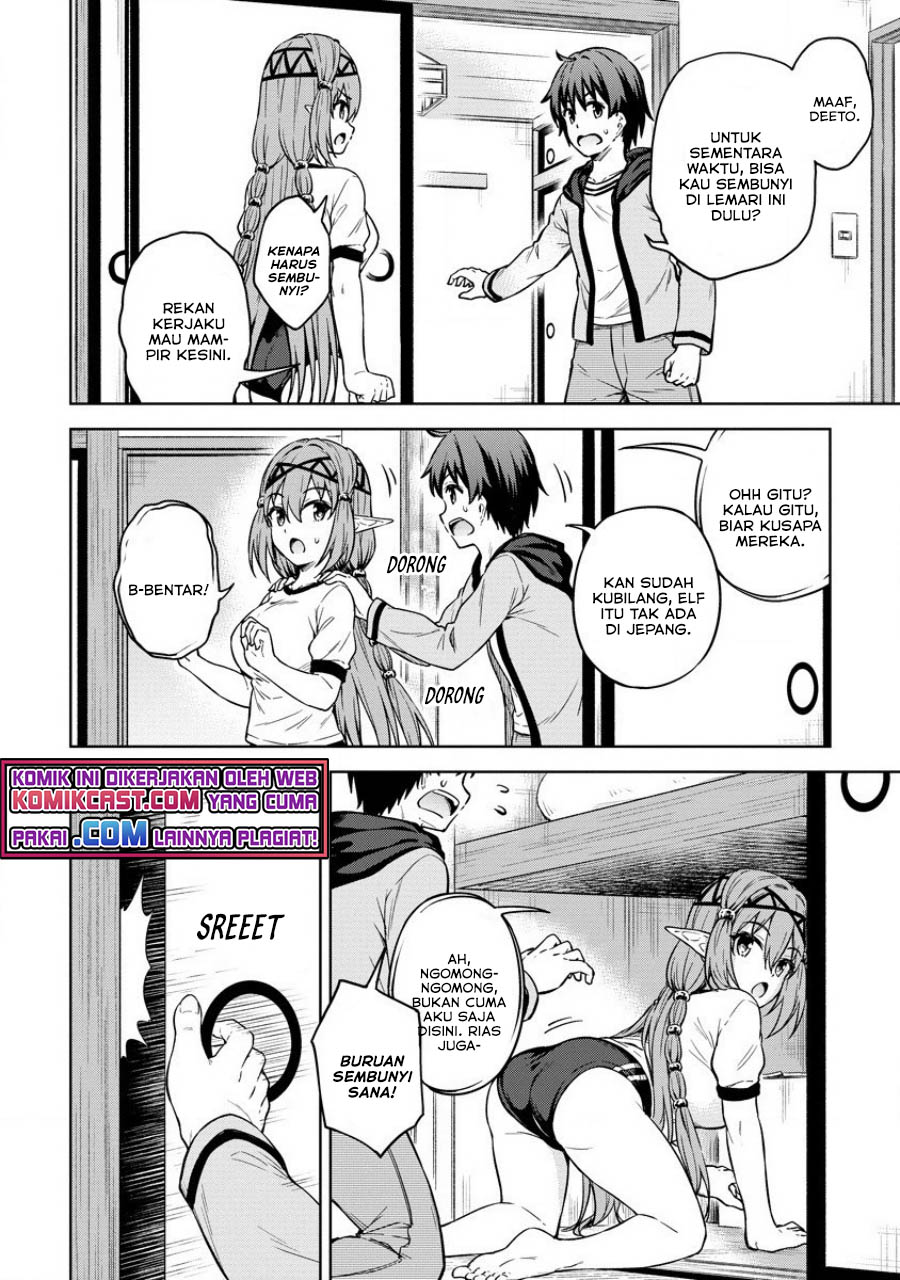 MAAF,
DEETO.
UNTUK
SEMENTARA
WAKTU, BISA
KAU SEMBUNYI
DI LEMARI INI
DULU?
KENAPA
HARUS
SEMBU-
NYI?
REKAN
KERJAKU
MAU MAM-
PIR KESINI.
OHH GITU?
KALAU GITU,
BIAR KUSAPA
MEREKA.
KAN SUDAH
KUBILANG, ELF
ITU TAK ADA
DI JEPANG.
DORONG
DORONG
B-BENTAR!
KOMIK INI DIKERJAKAN OLEH WEB
KOMIKCAST.COM YANG CUMA
PAKAI .COM LAINNYA PLAGIAT!
AH,
NGOMONG-
NGOMONG,
BUKAN CUMA
AKU SAJA
DISINI. RIAS
JUGA-
BURUAN
SEMBUNYI
SANA!
SREEET